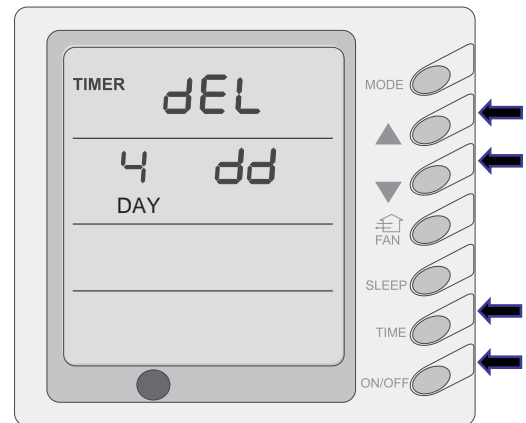 TIMER dEL
4 dd
DAY
MODE
FAN
SLEEP
TIME
ON/OFF